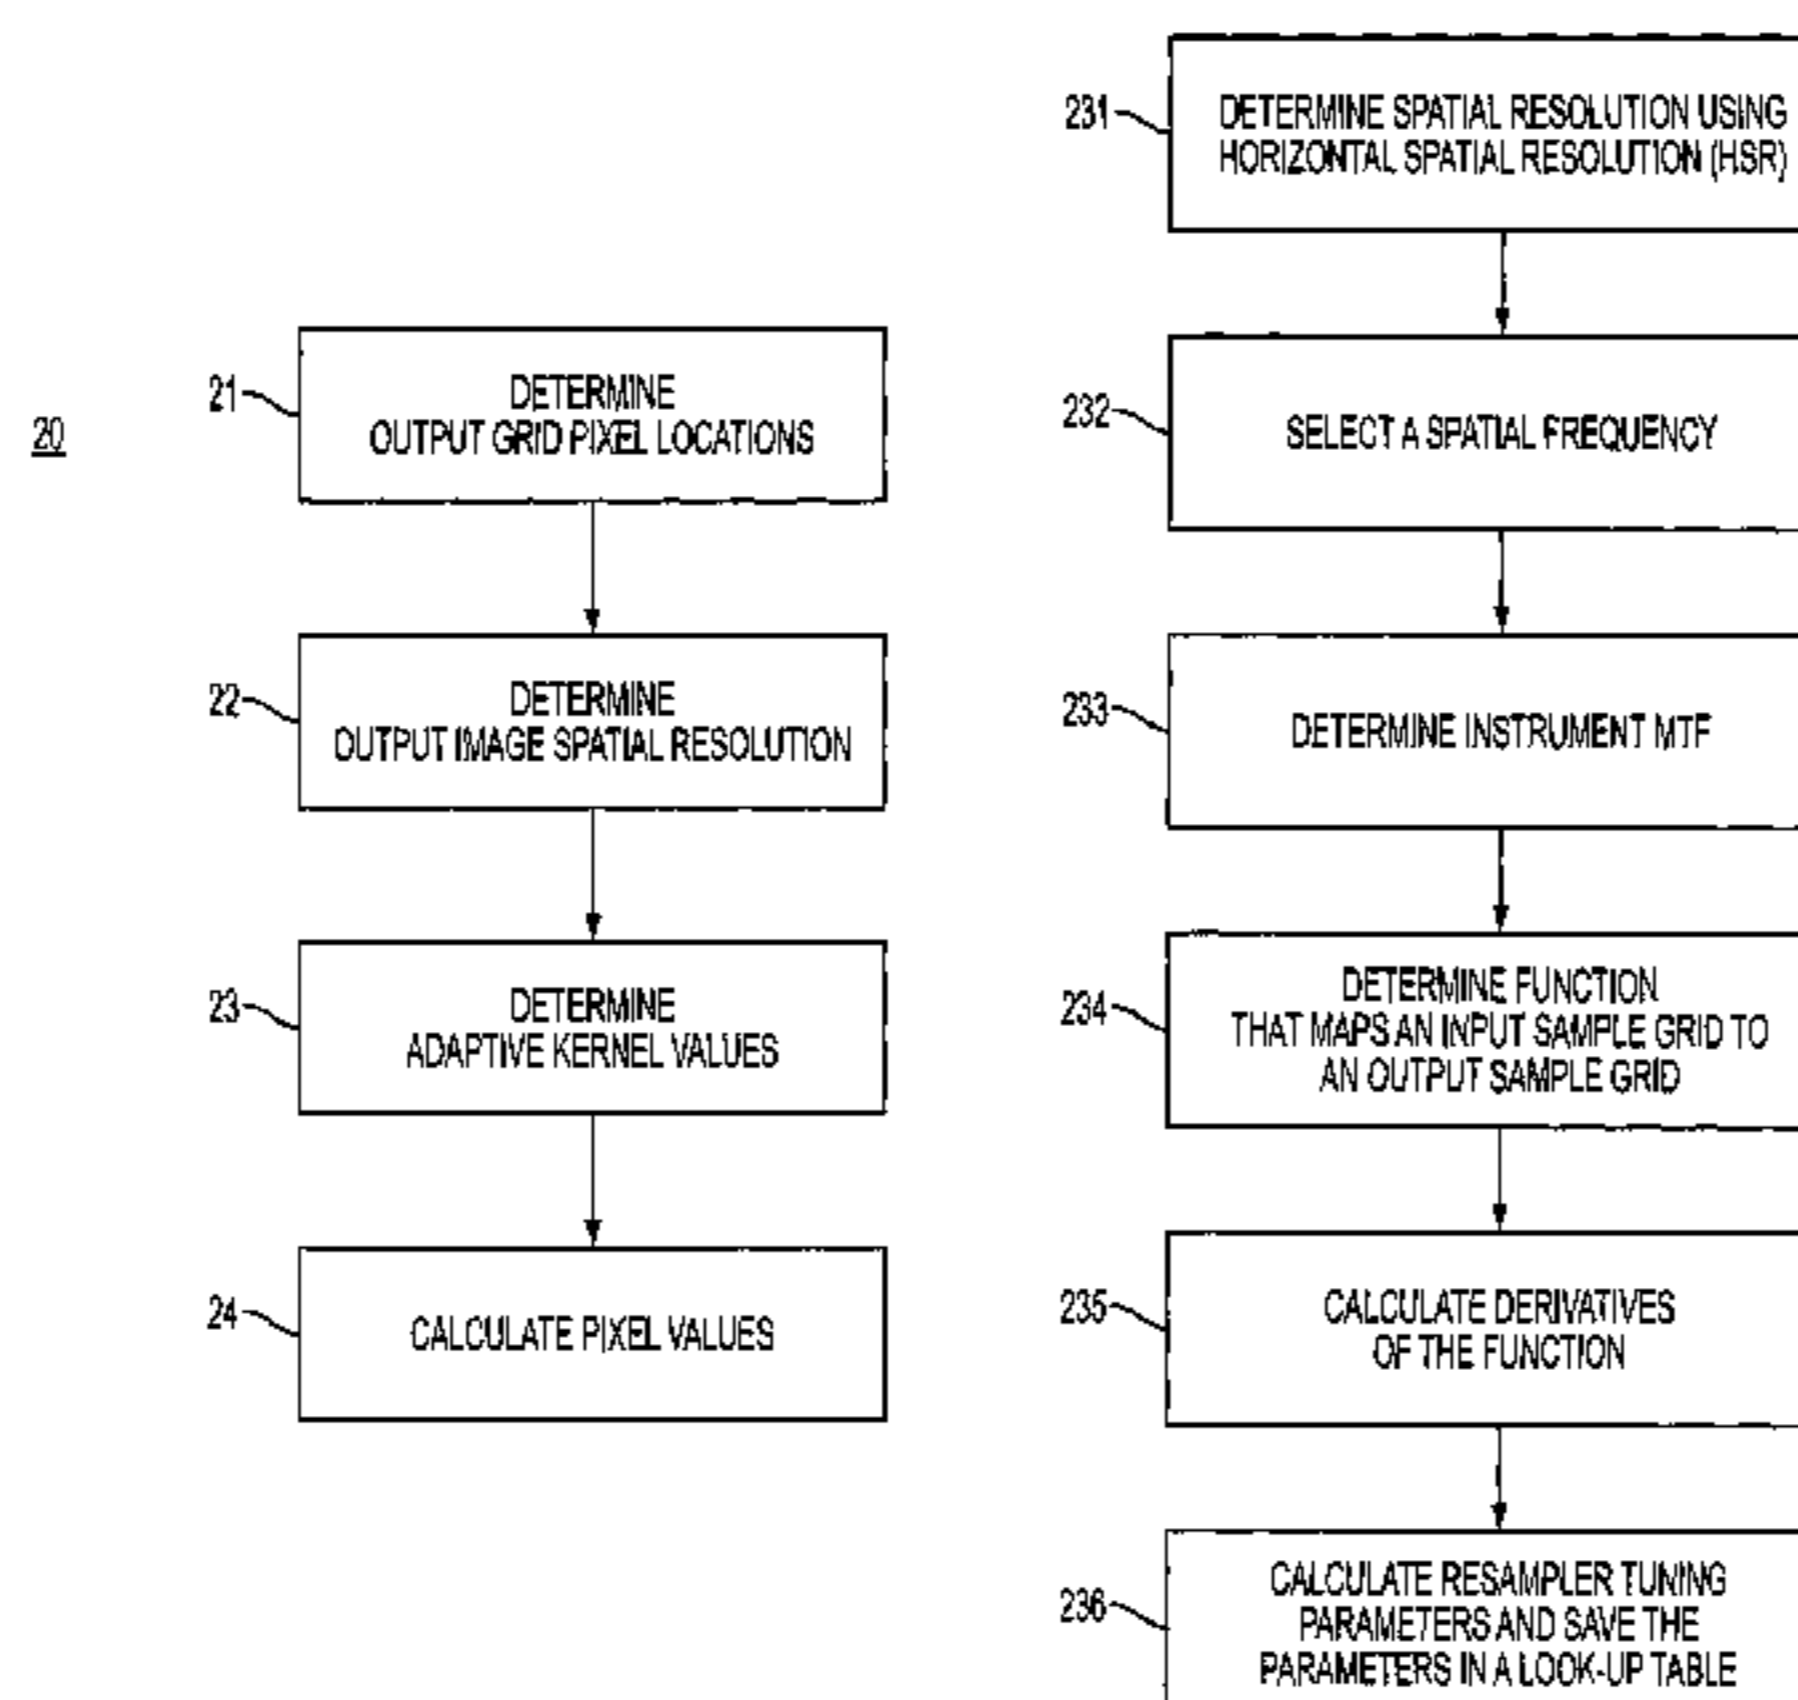 20
21
DETERMINE
OUTPUT GRID PIXEL LOCATIONS
22
DETERMINE
OUTPUT IMAGE SPATIAL RESOLUTION
23
DETERMINE
ADAPTIVE KERNEL VALUES
24
CALCULATE PIXEL VALUES
231
DETERMINE SPATIAL RESOLUTION USING
HORIZONTAL SPATIAL RESOLUTION (HSR)
232
SELECT A SPATIAL FREQUENCY
233
DETERMINE INSTRUMENT MTF
234
DETERMINE FUNCTION
THAT MAPS AN INPUT SAMPLE GRID TO
AN OUTPUT SAMPLE GRID
235
CALCULATE DERIVATIVES
OF THE FUNCTION
236
CALCULATE RESAMPLER TUNING
PARAMETERS AND SAVE THE
PARAMETERS IN A LOOK-UP TABLE